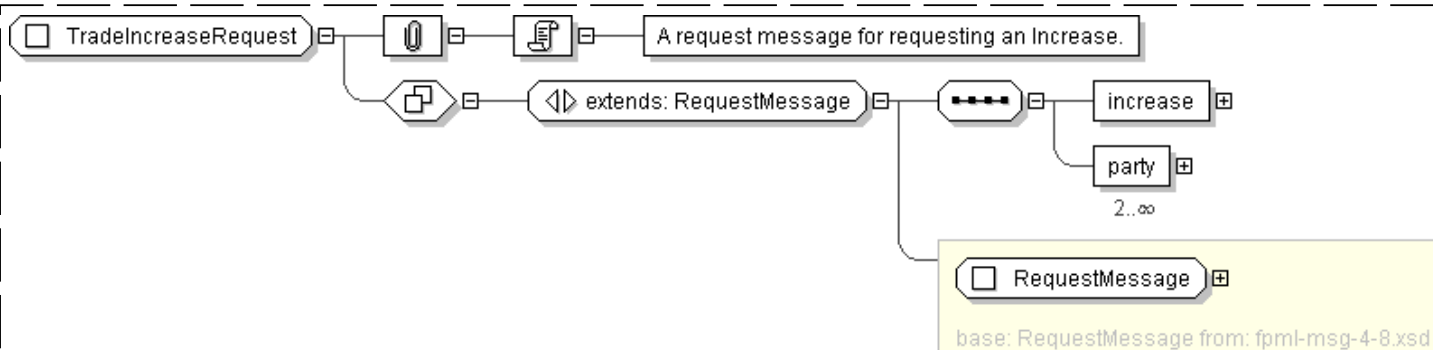 TradeIncreaseRequest
A request message for requesting an Increase.
extends: RequestMessage
increase
party
2..∞
RequestMessage
base: RequestMessage from: fpml-msg-4-8.xsd